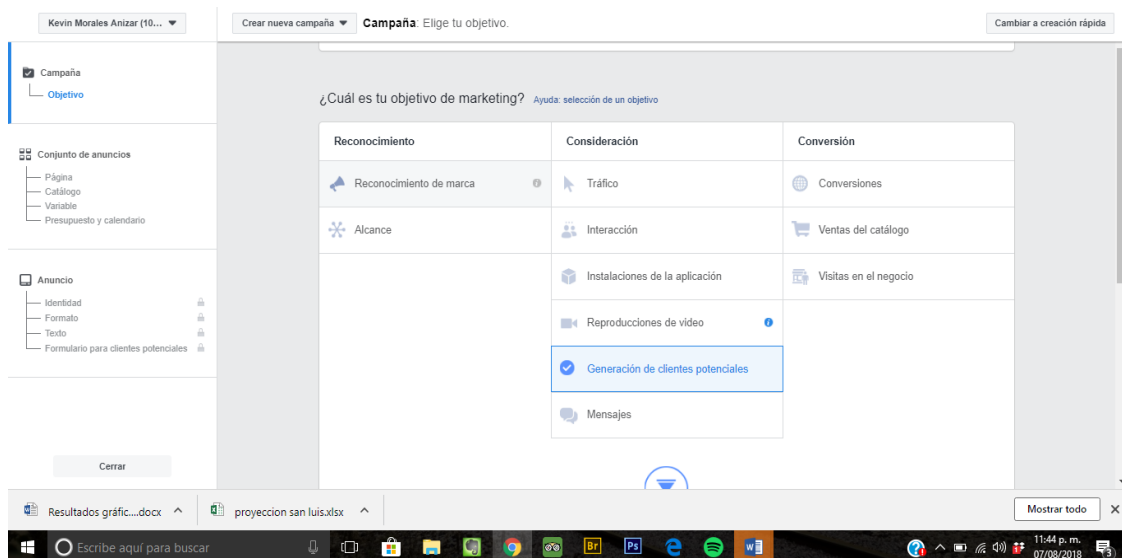 Kevin Morales Anizar (10...
Crear nueva campaña
Campaña: Elige tu objetivo.
Cambiar a creación rápida
Campaña
Objetivo
Conjunto de anuncios
Página
Catálogo
Variable
Presupuesto y calendario
Anuncio
Identidad
Formato
Texto
Formulario para clientes potenciales
Cerrar
¿Cuál es tu objetivo de marketing? Ayuda: selección de un objetivo
Reconocimiento
Consideración
Conversión
Reconocimiento de marca
Tráfico
Conversiones
Alcance
Interacción
Ventas del catálogo
Instalaciones de la aplicación
Visitas en el negocio
Reproducciones de video
Generación de clientes potenciales
Mensajes
Resultados gráfic....docx
proyeccion san luis.xlsx
Mostrar todo
Escribe aquí para buscar
Br
Ps
11:44 p. m.
07/08/2018